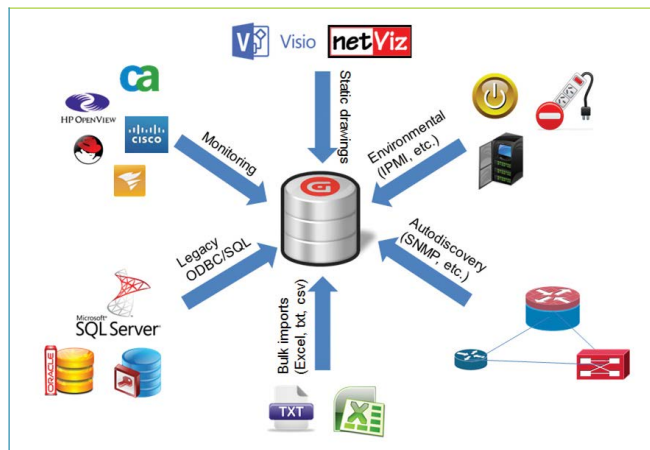 Visio
netViz
Static drawings
ca
HP OPENVIEW
CISCO
Monitoring
Environmental
(IPMI, etc.)
Legacy
ODBC/SQL
Autodiscovery
(SNMP, etc.)
Microsoft®
SQL Server
ORACLE
Bulk imports
(Excel, txt, csv)
TXT